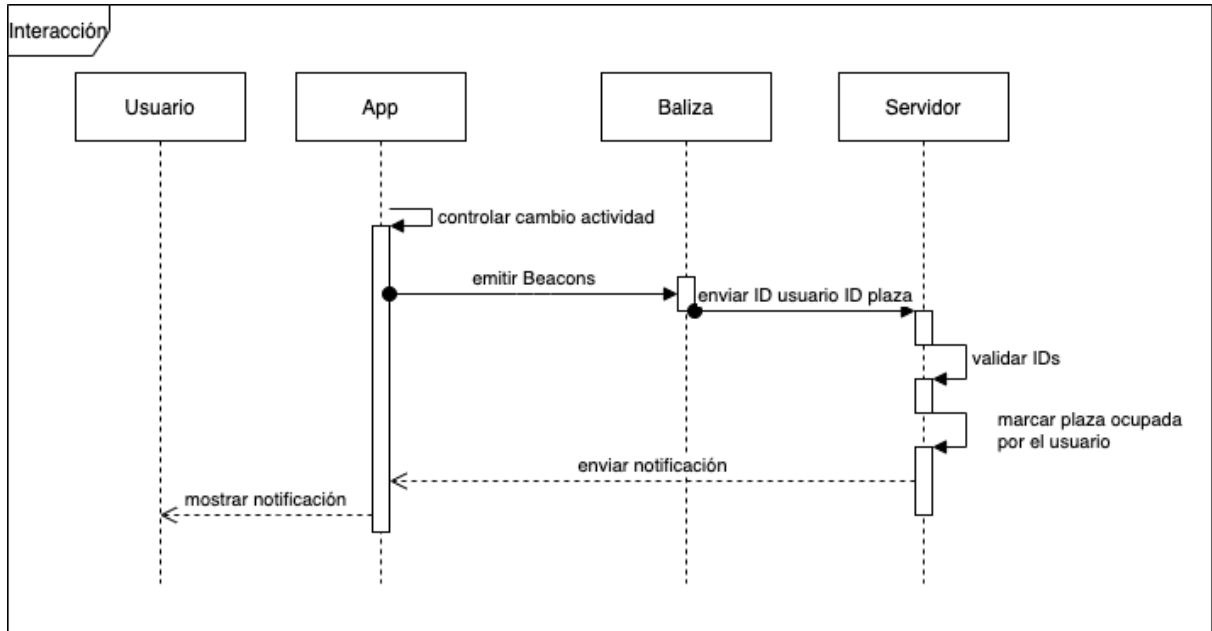 Interacción
Usuario
App
Baliza
Servidor
controlar cambio actividad
emitir Beacons
enviar ID usuario ID plaza
validar IDs
marcar plaza ocupada
por el usuario
enviar notificación
mostrar notificación